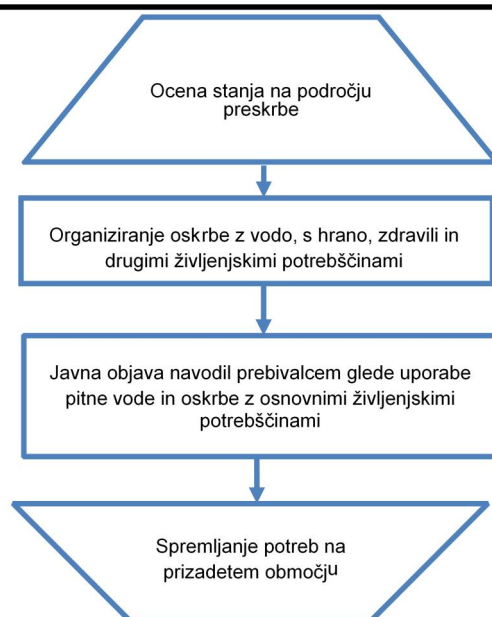 Ocena stanja na področju
preskrbe
Organiziranje oskrbe z vodo, s hrano, zdravili in
drugimi življenjskimi potrebščinami
Javna objava navodil prebivalcem glede uporabe
pitne vode in oskrbe z osnovnimi življenjskimi
potrebščinami
Spremljanje potreb na
prizadetem območju